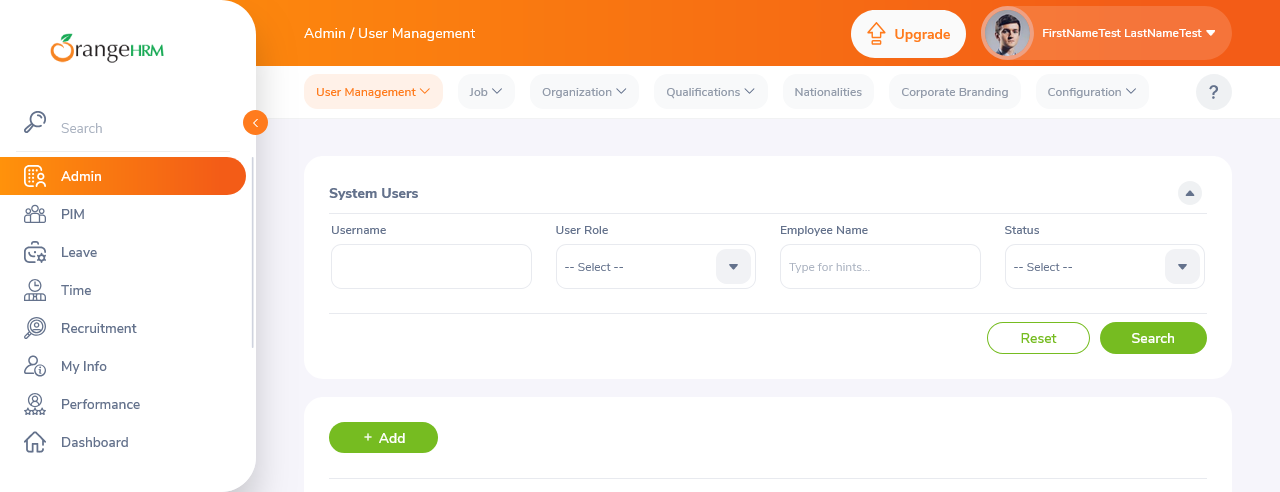 OrangeHRM
Search
Admin
PIM
Leave
Time
Recruitment
My Info
Performance
Dashboard
Admin / User Management
Upgrade
FirstNameTest LastNameTest
User Management
Job
Organization
Qualifications
Nationalities
Corporate Branding
Configuration
?
System Users
Username
User Role
Employee Name
Status
-- Select --
Type for hints...
-- Select --
Reset
Search
+ Add